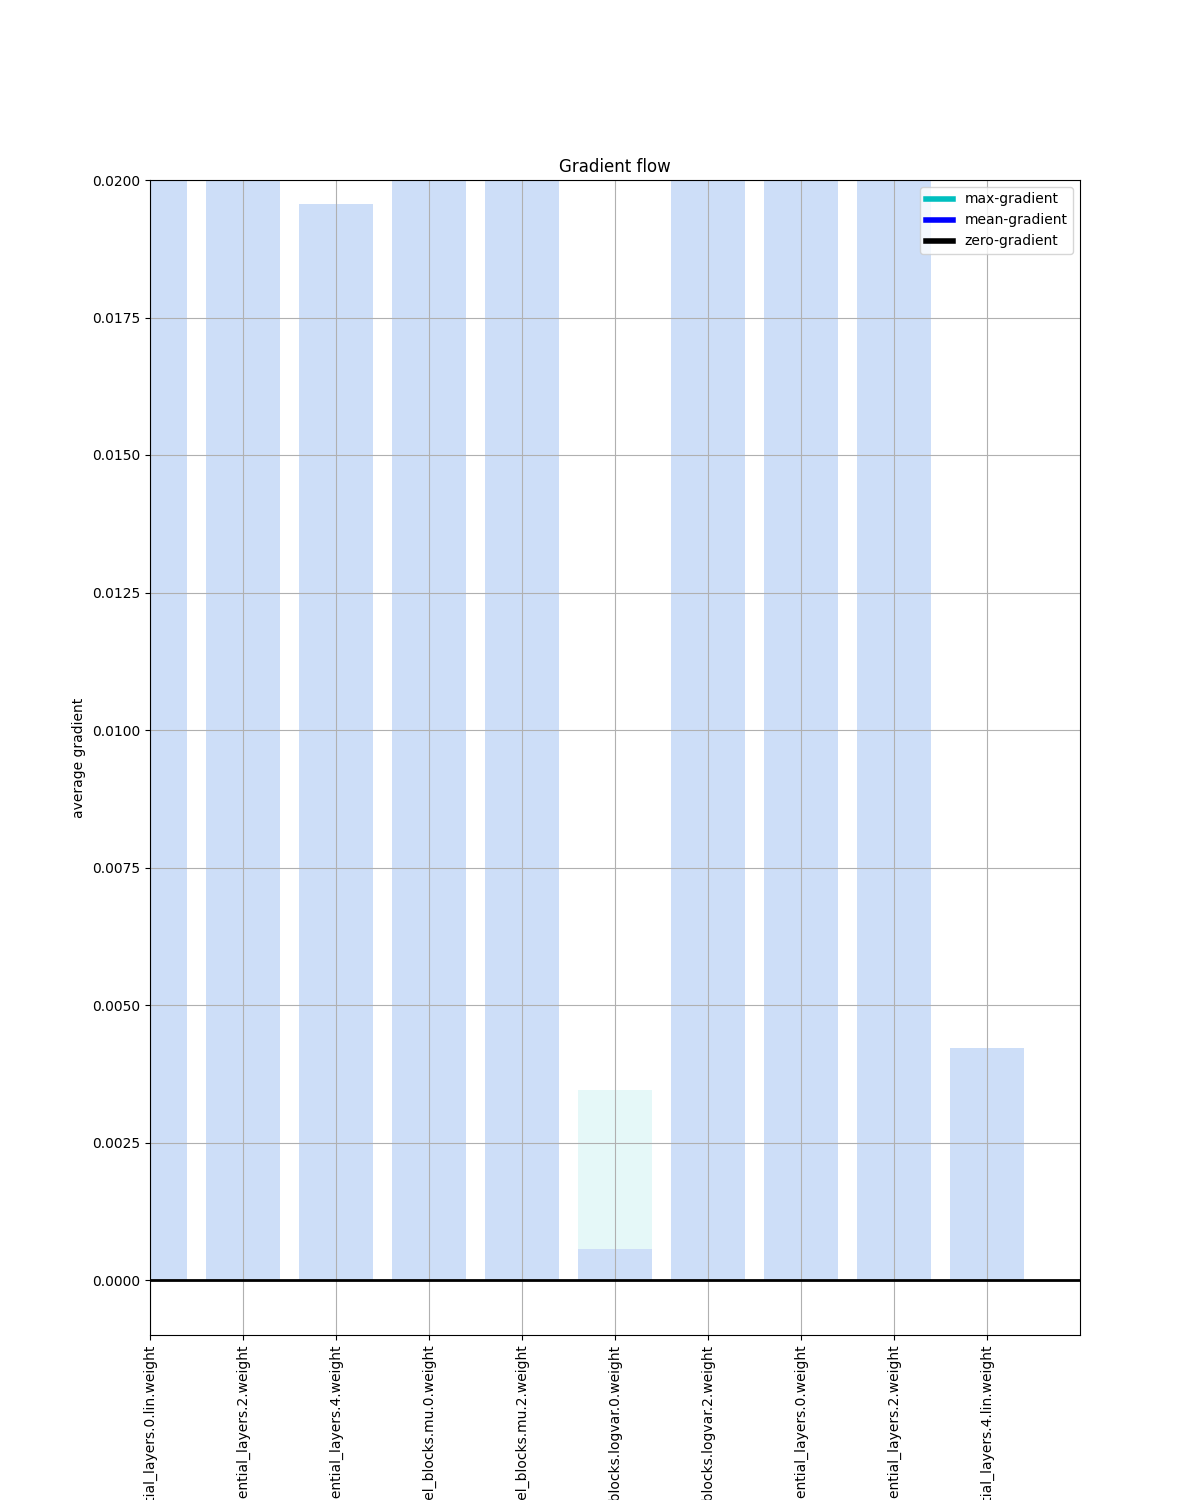 Gradient flow
max-gradient
mean-gradient
zero-gradient
average gradient
0.0200
0.0175
0.0150
0.0125
0.0100
0.0075
0.0050
0.0025
0.0000
tial_layers.0.lin.weight
ential_layers.2.weight
ential_layers.4.weight
el_blocks.mu.0.weight
el_blocks.mu.2.weight
blocks.logvar.0.weight
blocks.logvar.2.weight
ential_layers.0.weight
ential_layers.2.weight
tial_layers.4.lin.weight